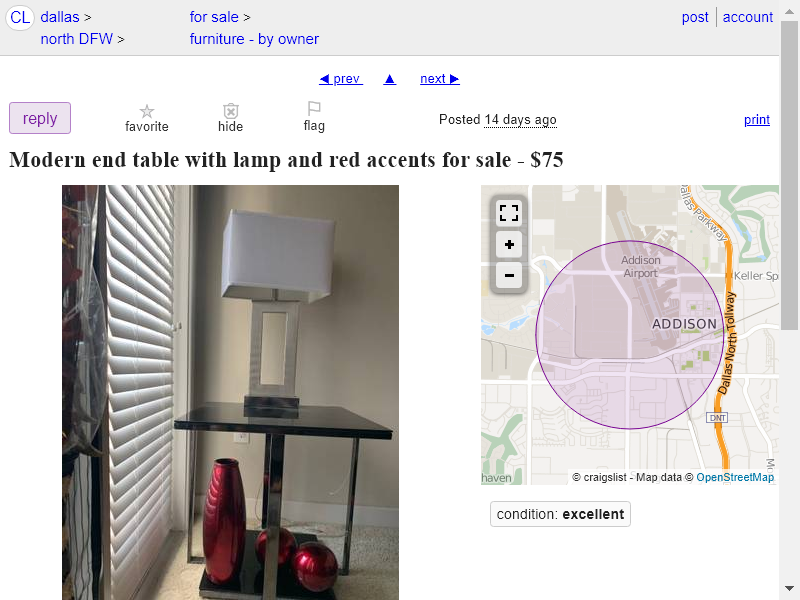 CL dallas > for sale > post account
north DFW > furniture - by owner
◀ prev ▲ next ▶
reply favorite hide flag Posted 14 days ago print
Modern end table with lamp and red accents for sale - $75
+
−
Addison
Airport
ADDISON
Keller Sp
Dallas North Tollway
DNT
haven
© craigslist - Map data © OpenStreetMap
condition: excellent